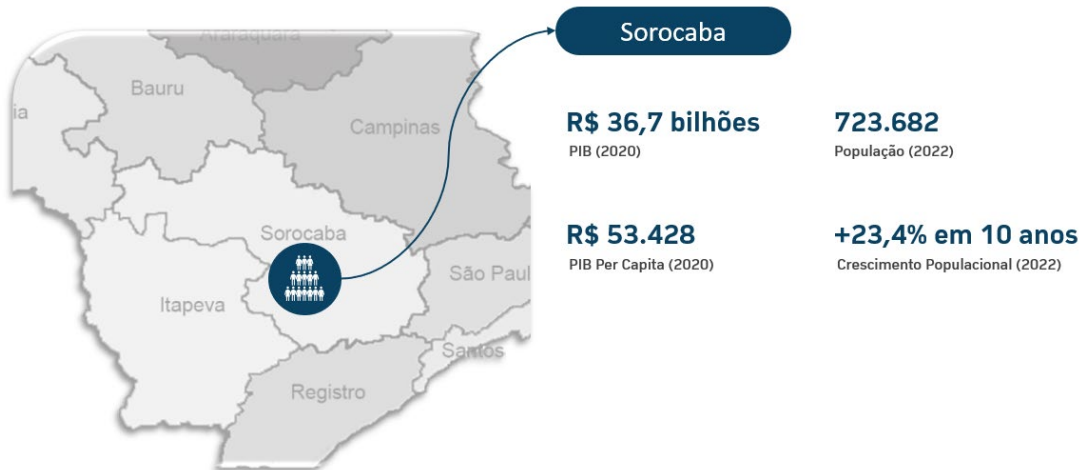 Araraquara
Sorocaba
Bauru
ia
Campinas
R$ 36,7 bilhões
PIB (2020)
723.682
População (2022)
Sorocaba
R$ 53.428
PIB Per Capita (2020)
+23,4% em 10 anos
Crescimento Populacional (2022)
São Paul
Itapeva
Santos
Registro